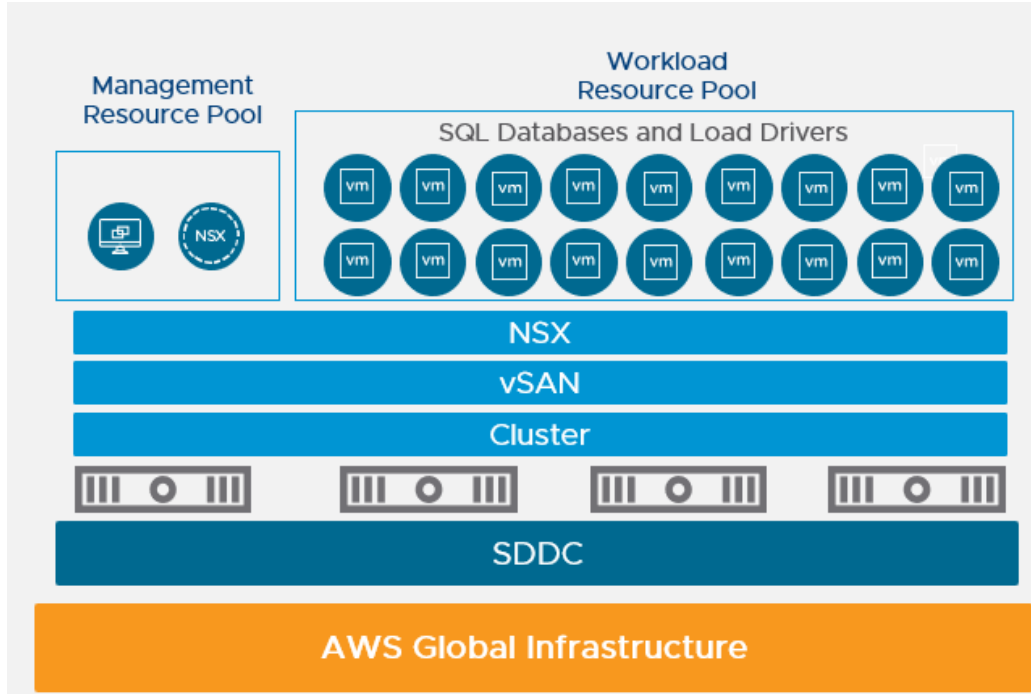 Management
Resource Pool
Workload
Resource Pool
SQL Databases and Load Drivers
vm
vm vm vm vm vm vm vm vm vm
NSX
vm vm vm vm vm vm vm vm vm
NSX
vSAN
Cluster
SDDC
AWS Global Infrastructure